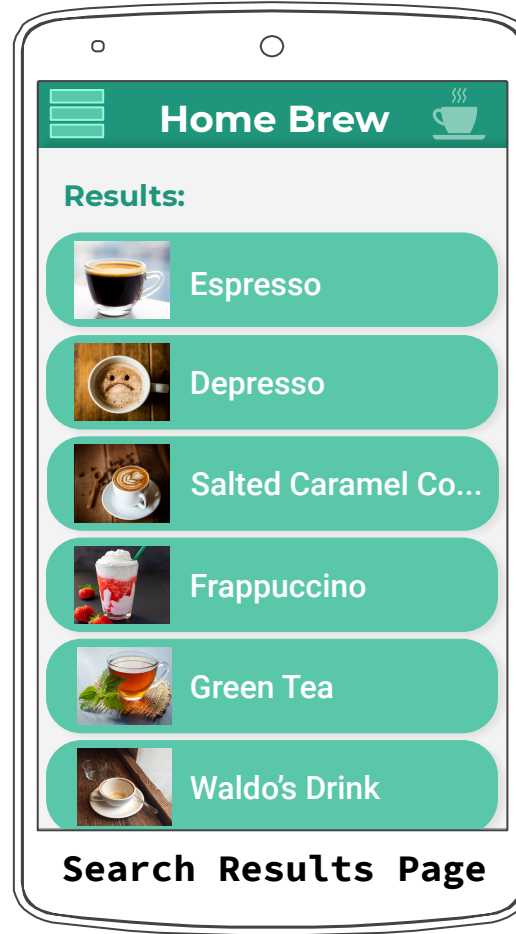 Home Brew
Results:
Espresso
Depresso
Salted Caramel Co...
Frappuccino
Green Tea
Waldo’s Drink
Search Results Page